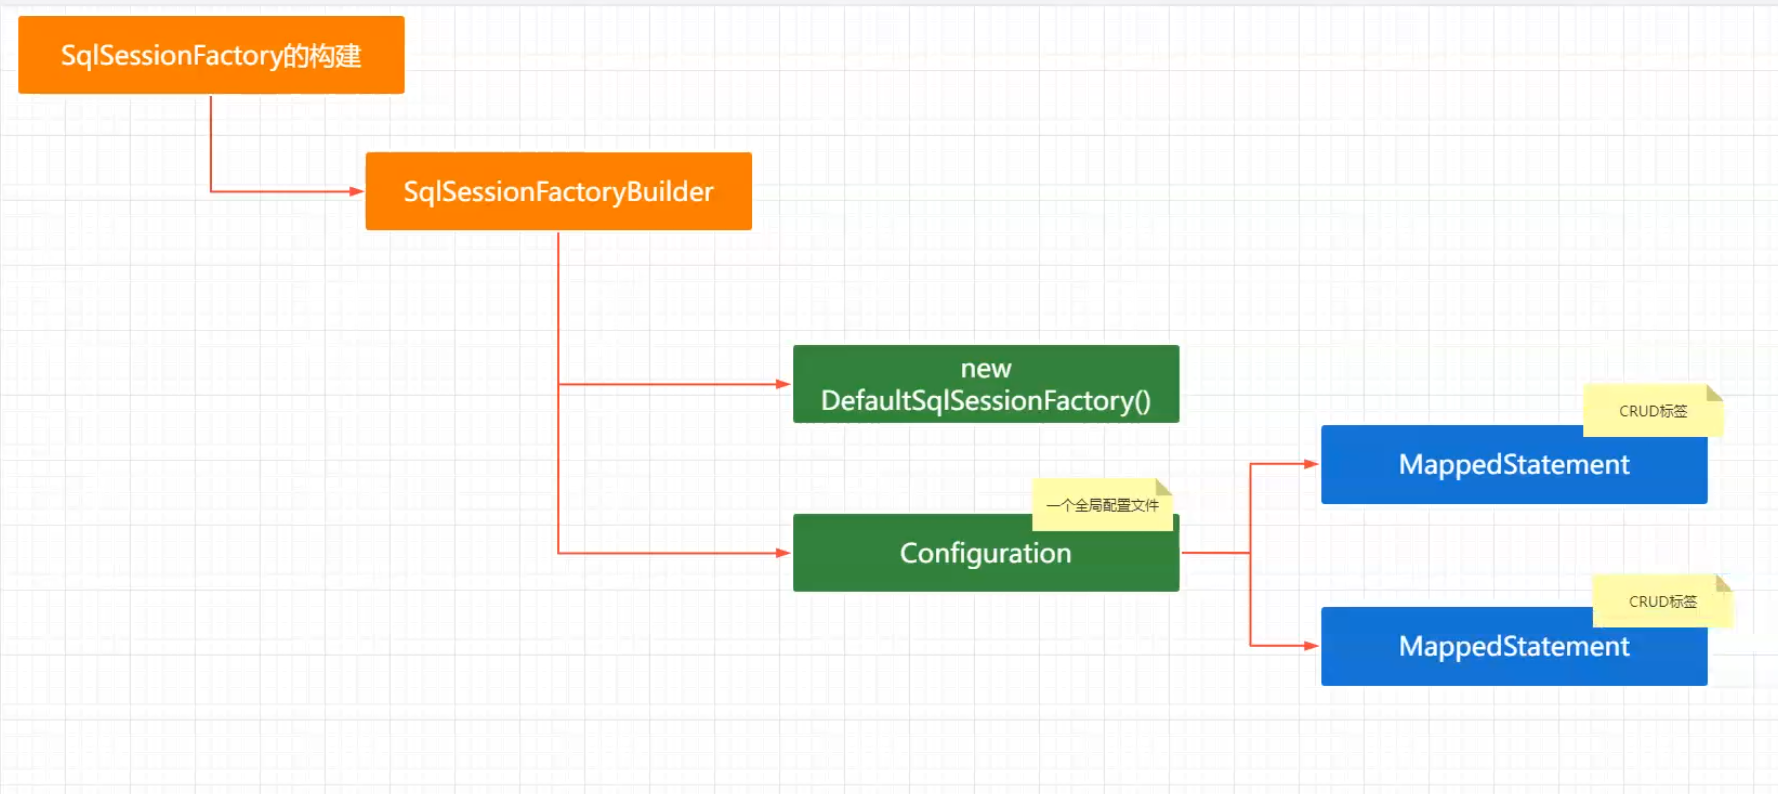 SqlSessionFactory的构建
SqlSessionFactoryBuilder
new
DefaultSqlSessionFactory()
CRUD标签
MappedStatement
一个全局配置文件
Configuration
CRUD标签
MappedStatement